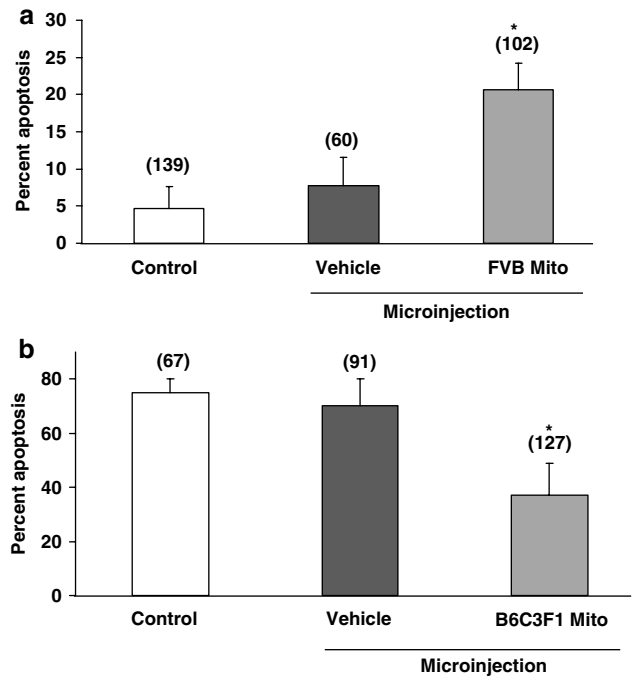 a
Percent apoptosis
30
25
20
15
10
5
0
(139)
(60)
*
(102)
Control
Vehicle
FVB Mito
Microinjection
b
Percent apoptosis
80
60
40
20
0
(67)
(91)
*
(127)
Control
Vehicle
B6C3F1 Mito
Microinjection